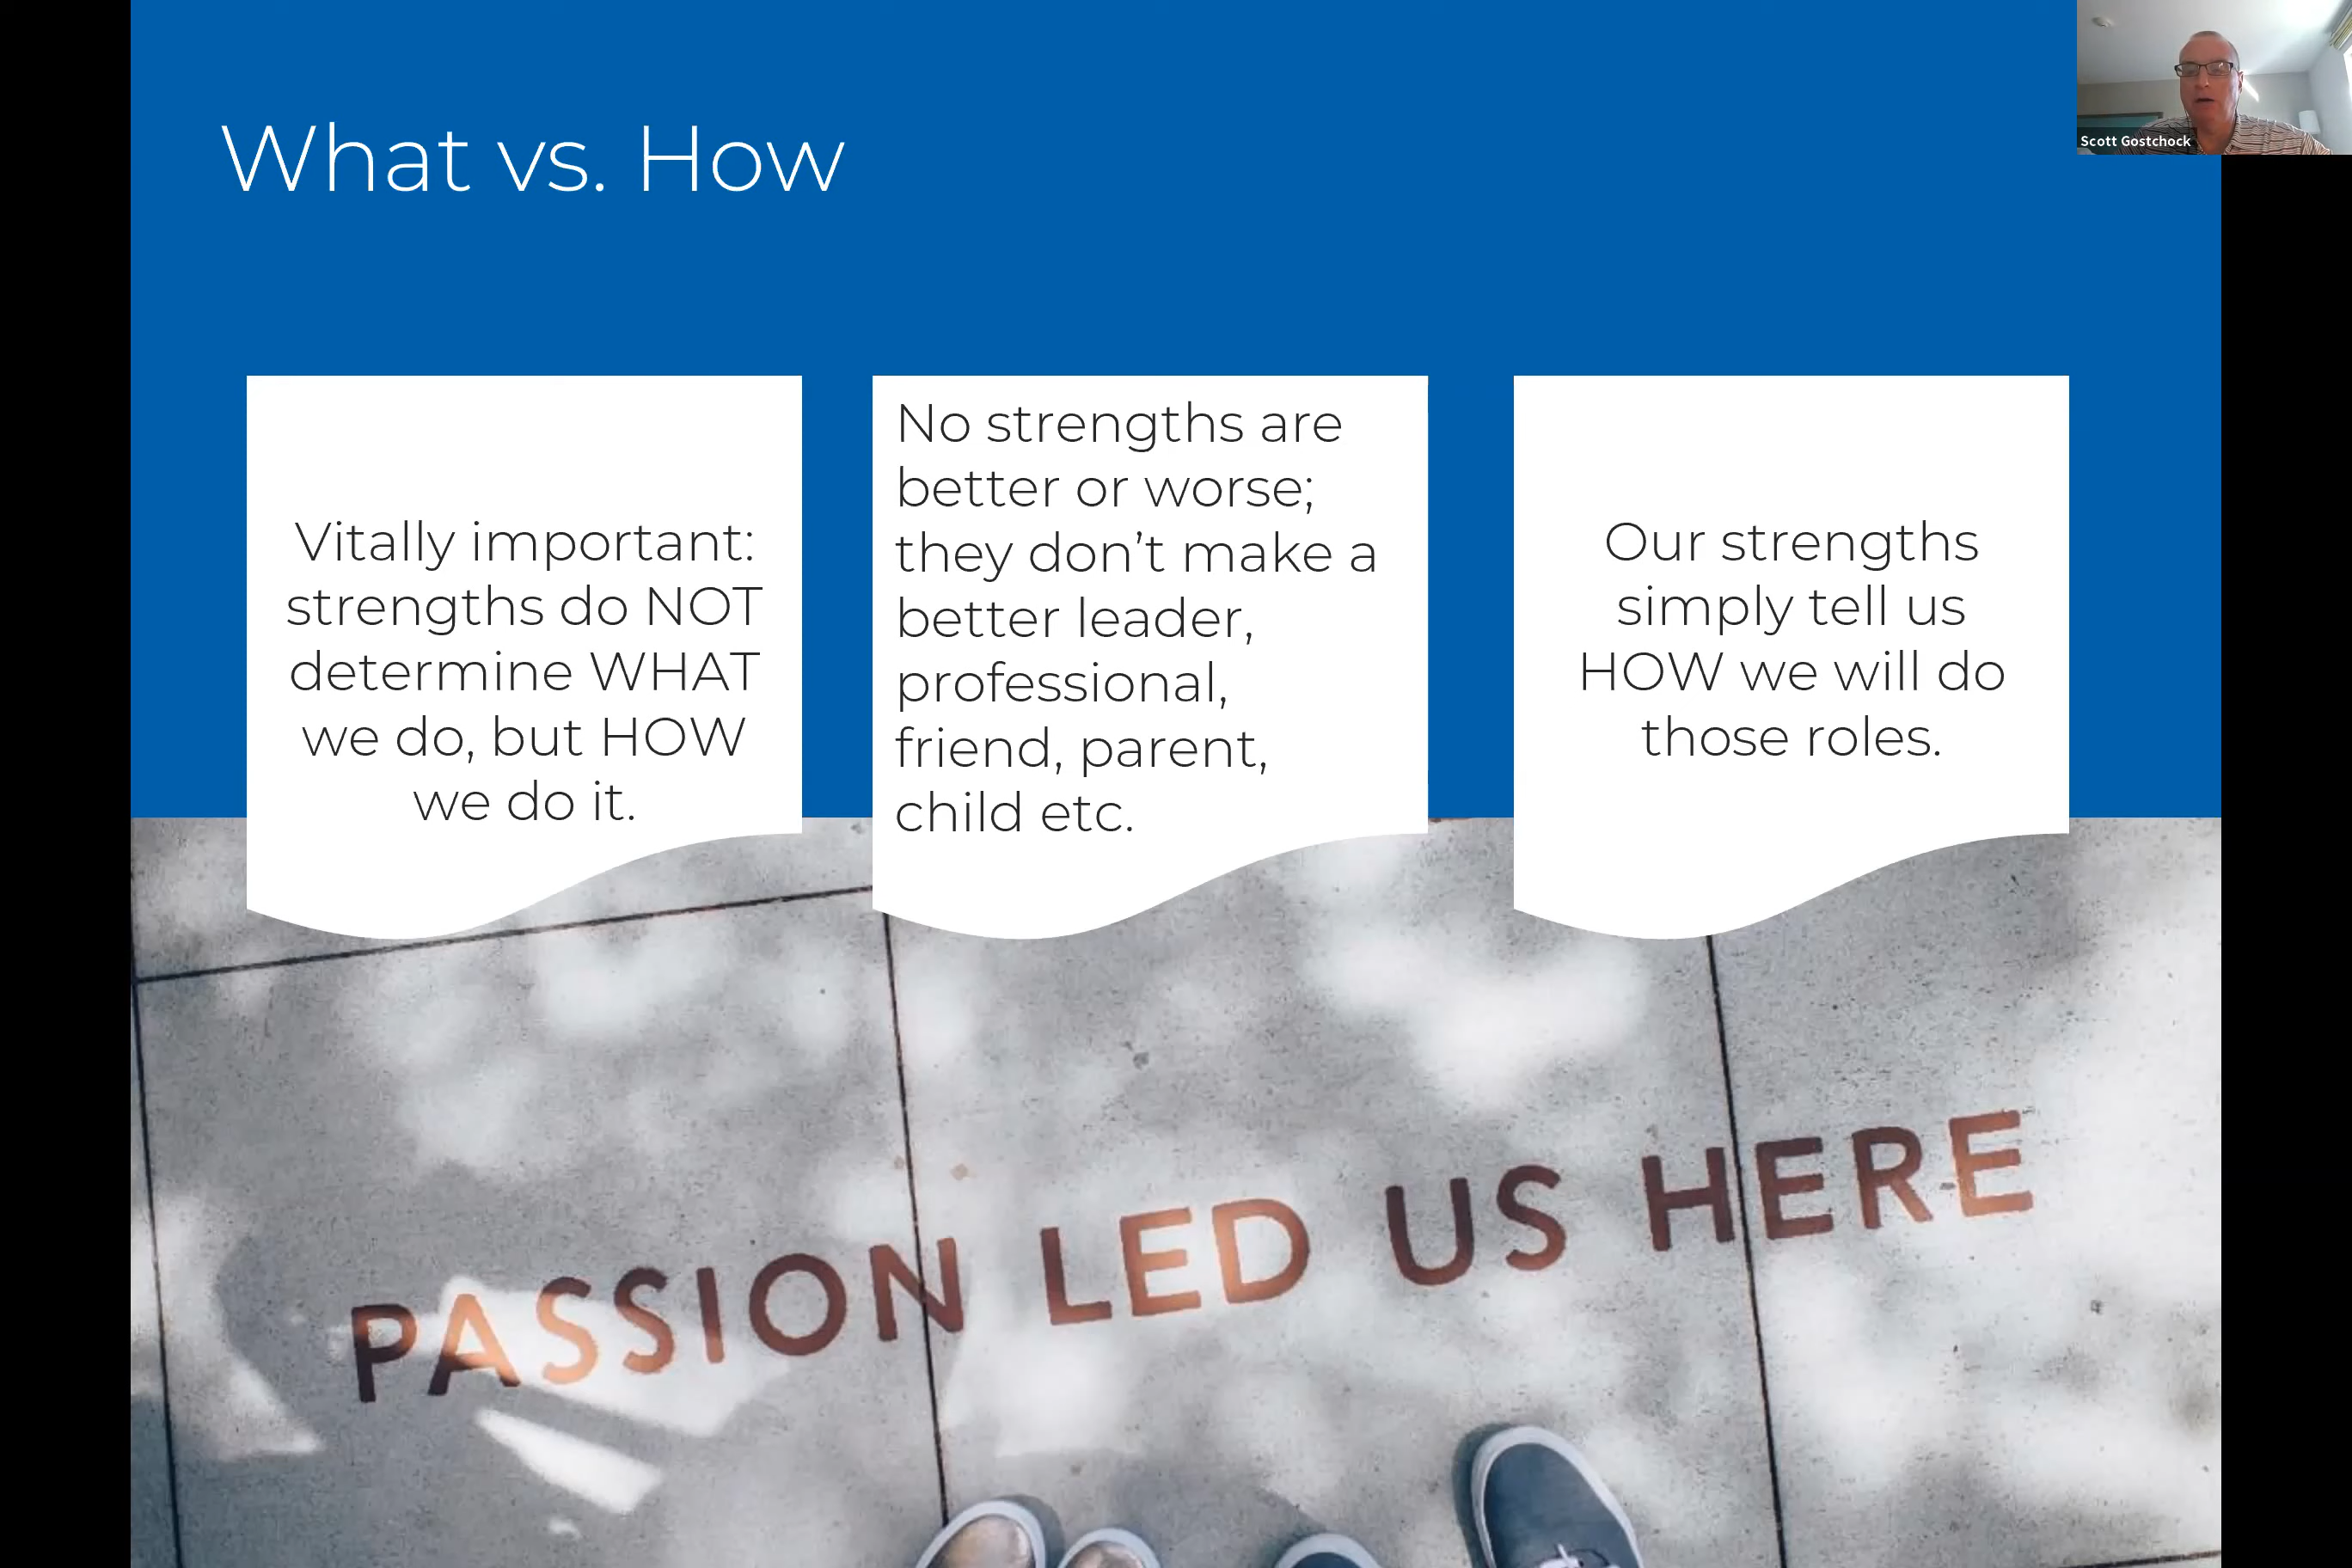 What vs. How
Scott Gostchock
Vitally important:
strengths do NOT
determine WHAT
we do, but HOW
we do it.
No strengths are
better or worse;
they don’t make a
better leader,
professional,
friend, parent,
child etc.
Our strengths
simply tell us
HOW we will do
those roles.
PASSION LED US HERE